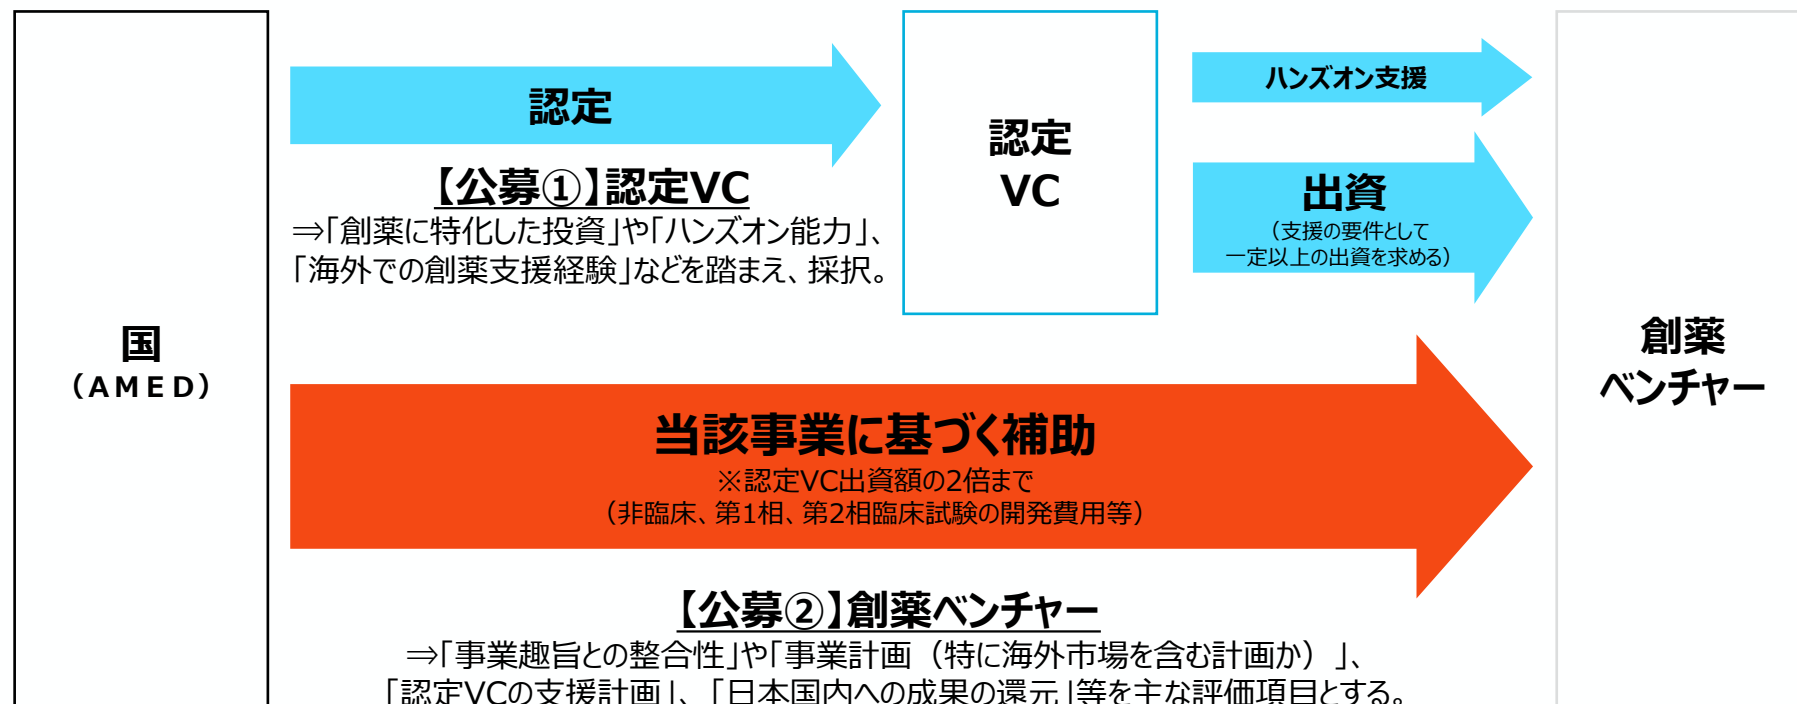 国
（AMED）
認定
【公募①】認定VC
⇒「創薬に特化した投資」や「ハンズオン能力」、
「海外での創薬支援経験」などを踏まえ、採択。
認定
VC
ハンズオン支援
出資
（支援の要件として
一定以上の出資を求める）
当該事業に基づく補助
※認定VC出資額の2倍まで
（非臨床、第1相、第2相臨床試験の開発費用等）
【公募②】創薬ベンチャー
⇒「事業趣旨との整合性」や「事業計画（特に海外市場を含む計画か）」、
「認定VCの支援計画」、「日本国内への成果の還元」等を主な評価項目とする。
創薬
ベンチャー